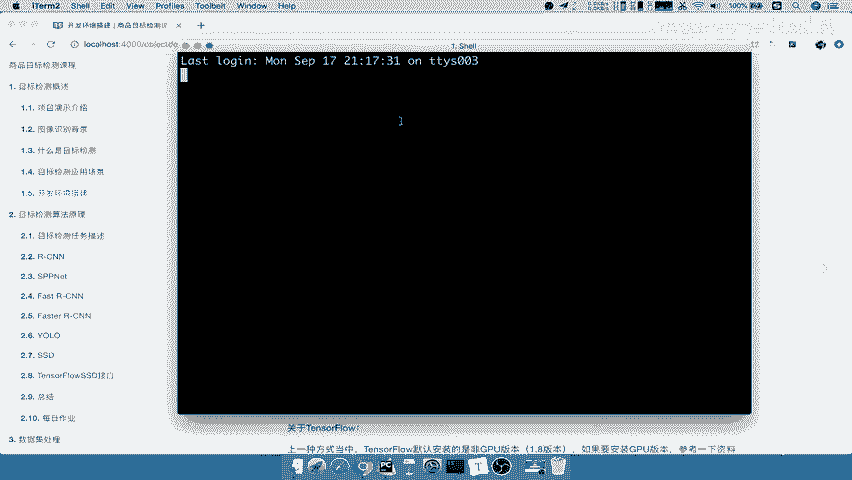 iTerm2 Shell Edit View Profiles Toolbelt Window Help
100%
开发环境搭建 | 商品目标检测课
localhost:4000/objectde
1. Shell
Last login: Mon Sep 17 21:17:31 on ttys003
商品目标检测课程
1. 目标检测概述
1.1. 项目演示介绍
1.2. 图像识别背景
1.3. 什么是目标检测
1.4. 目标检测应用场景
1.5. 开发环境搭建
2. 目标检测算法原理
2.1. 目标检测任务描述
2.2. R-CNN
2.3. SPPNet
2.4. Fast R-CNN
2.5. Faster R-CNN
2.6. YOLO
2.7. SSD
2.8. TensorFlowSSD接口
2.9. 总结
2.10. 每日作业
3. 数据集处理
关于TensorFlow:
上一种方式当中，TensorFlow默认安装的是非GPU版本（1.8版本），如果要安装GPU版本，参考一下资料